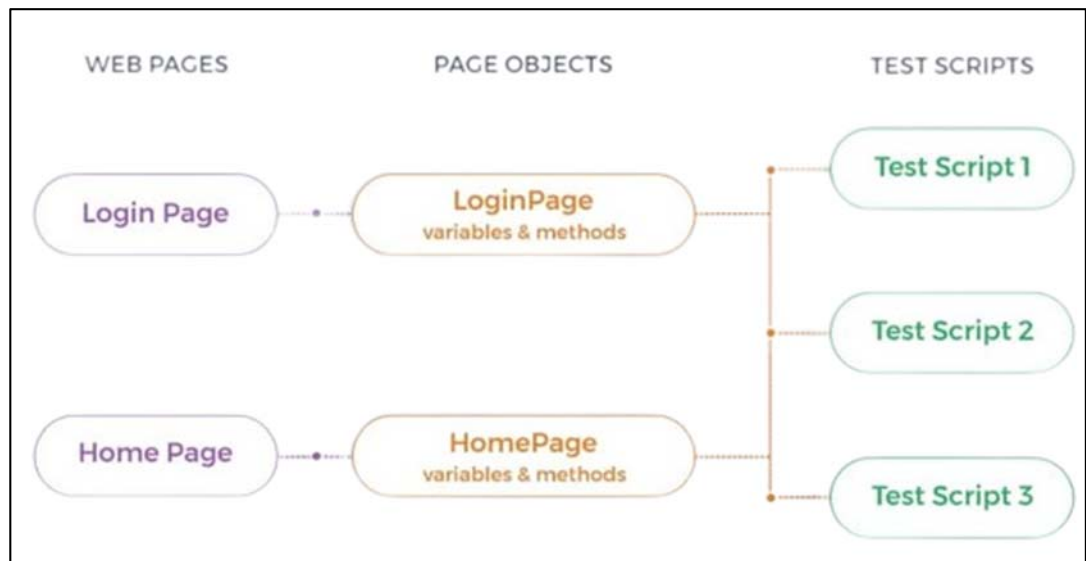 WEB PAGES
PAGE OBJECTS
TEST SCRIPTS
Login Page
LoginPage
variables & methods
Test Script 1
Test Script 2
Home Page
HomePage
variables & methods
Test Script 3